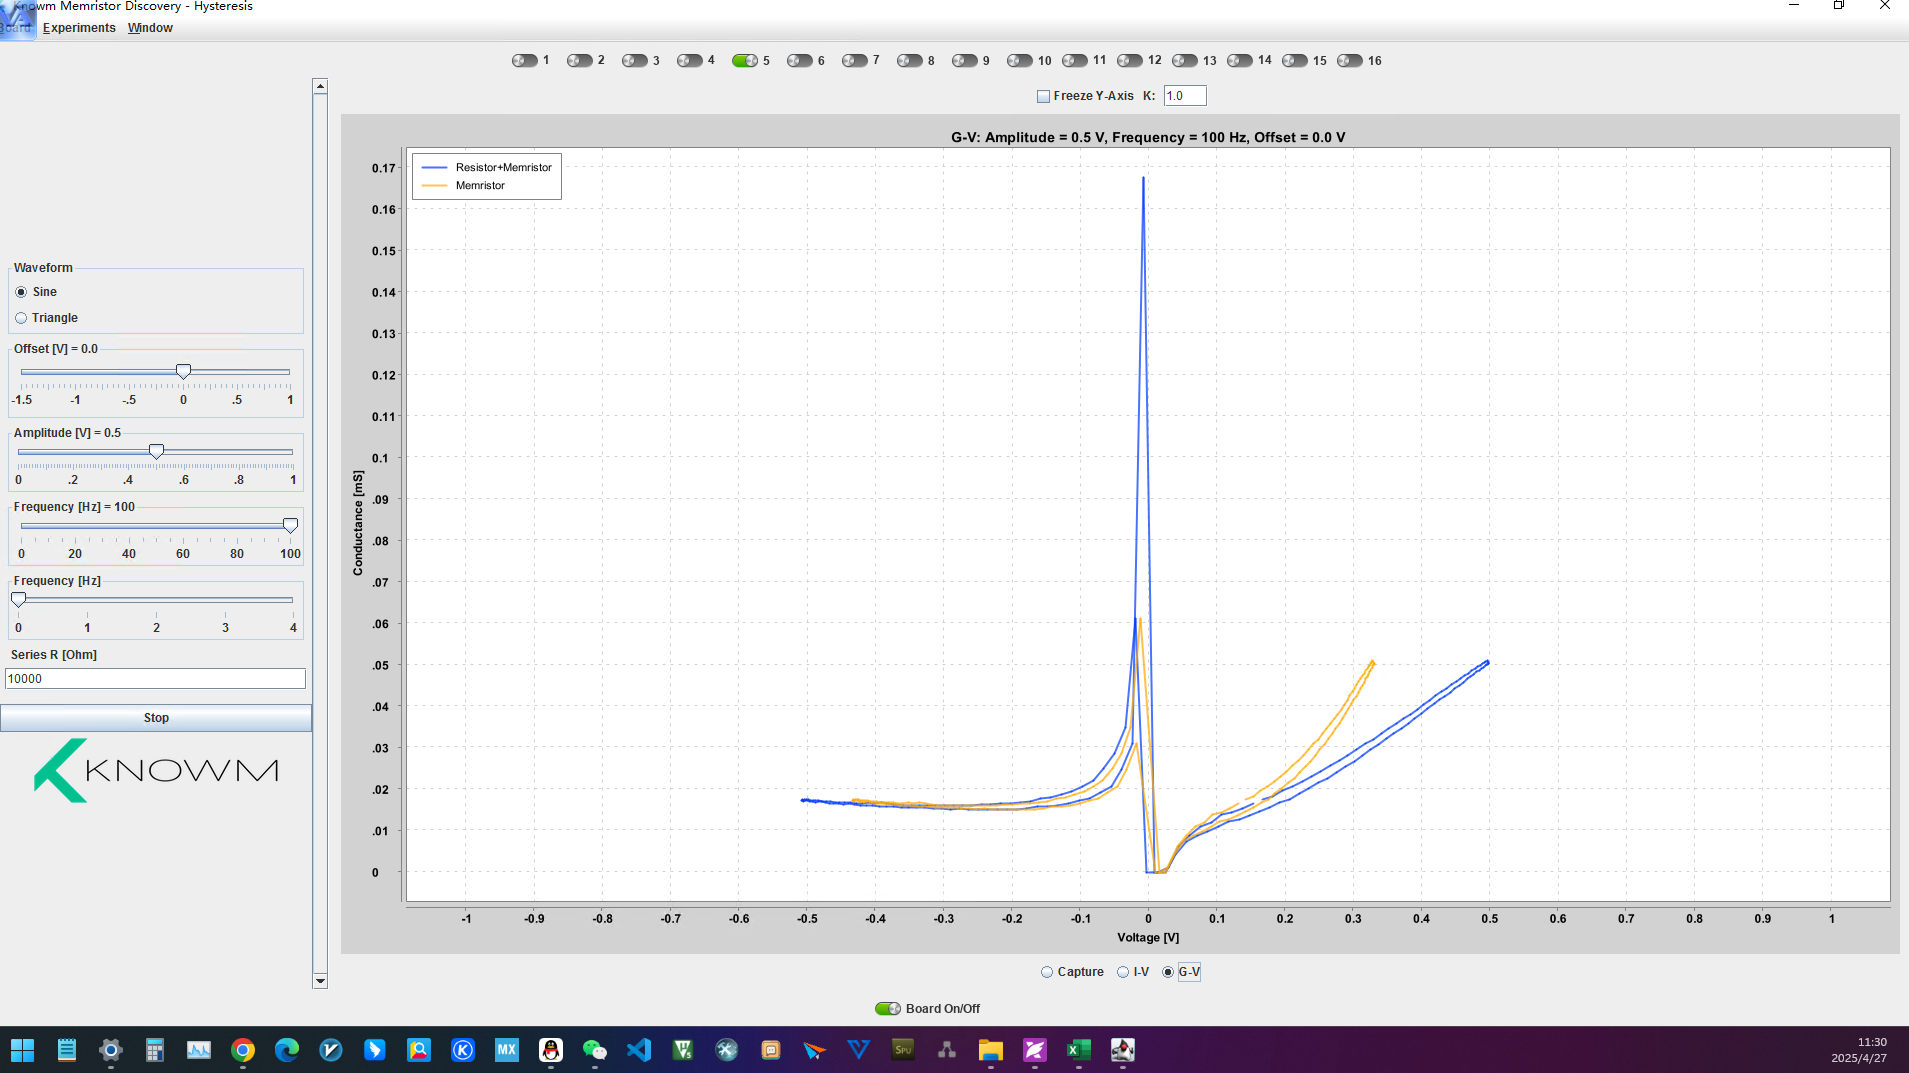 Knowm Memristor Discovery - Hysteresis
Board Experiments Window
1 2 3 4 5 6 7 8 9 10 11 12 13 14 15 16
Freeze Y-Axis K: 1.0
Waveform
Sine
Triangle
Offset [V] = 0.0
-1.5 -1 -.5 0 .5 1
Amplitude [V] = 0.5
0 .2 .4 .6 .8 1
Frequency [Hz] = 100
0 20 40 60 80 100
Frequency [Hz]
0 1 2 3 4
Series R [Ohm]
10000
Stop
KNOWM
G-V: Amplitude = 0.5 V, Frequency = 100 Hz, Offset = 0.0 V
Resistor+Memristor
Memristor
Conductance [mS]
0.17
0.16
0.15
0.14
0.13
0.12
0.11
0.1
.09
.08
.07
.06
.05
.04
.03
.02
.01
0
-1 -0.9 -0.8 -0.7 -0.6 -0.5 -0.4 -0.3 -0.2 -0.1 0 0.1 0.2 0.3 0.4 0.5 0.6 0.7 0.8 0.9 1
Voltage [V]
Capture I-V G-V
Board On/Off
MX
Spu
11:30
2025/4/27